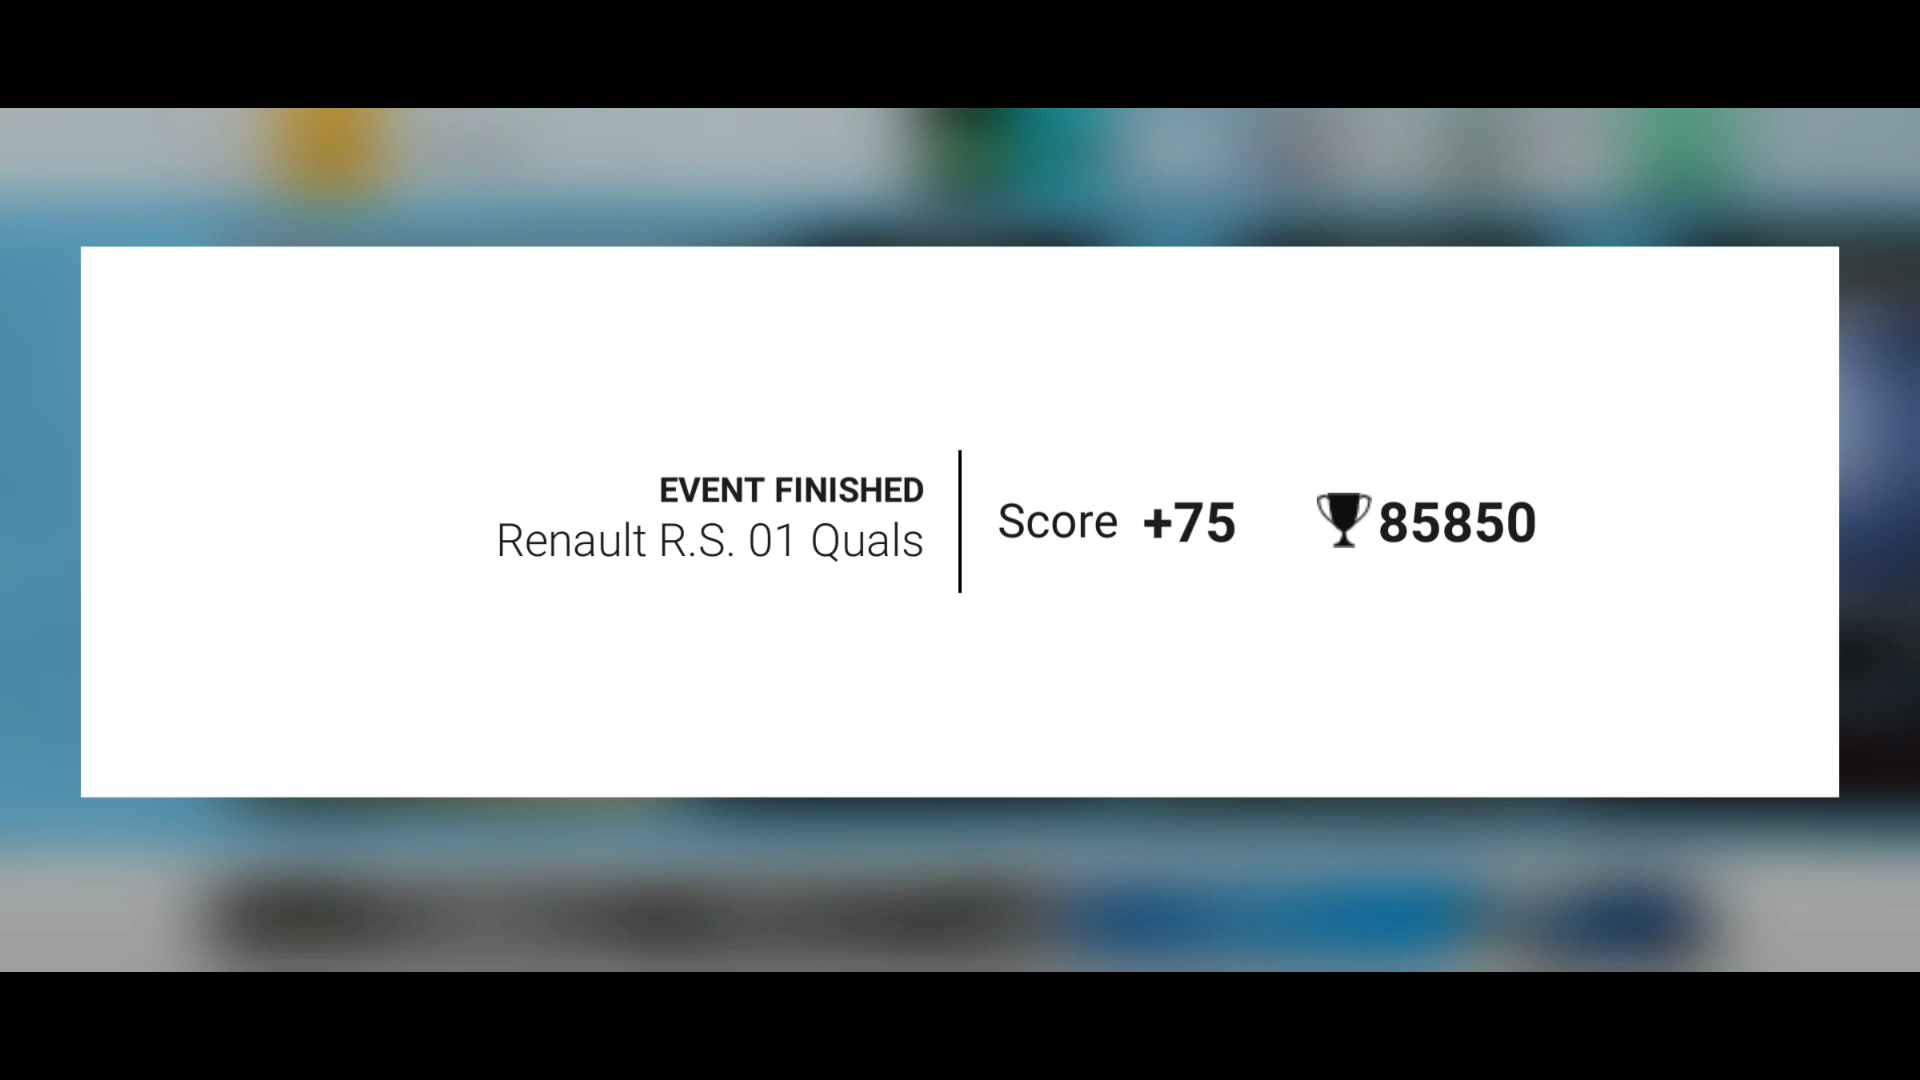 EVENT FINISHED
Renault R.S. 01 Quals
Score +75 85850